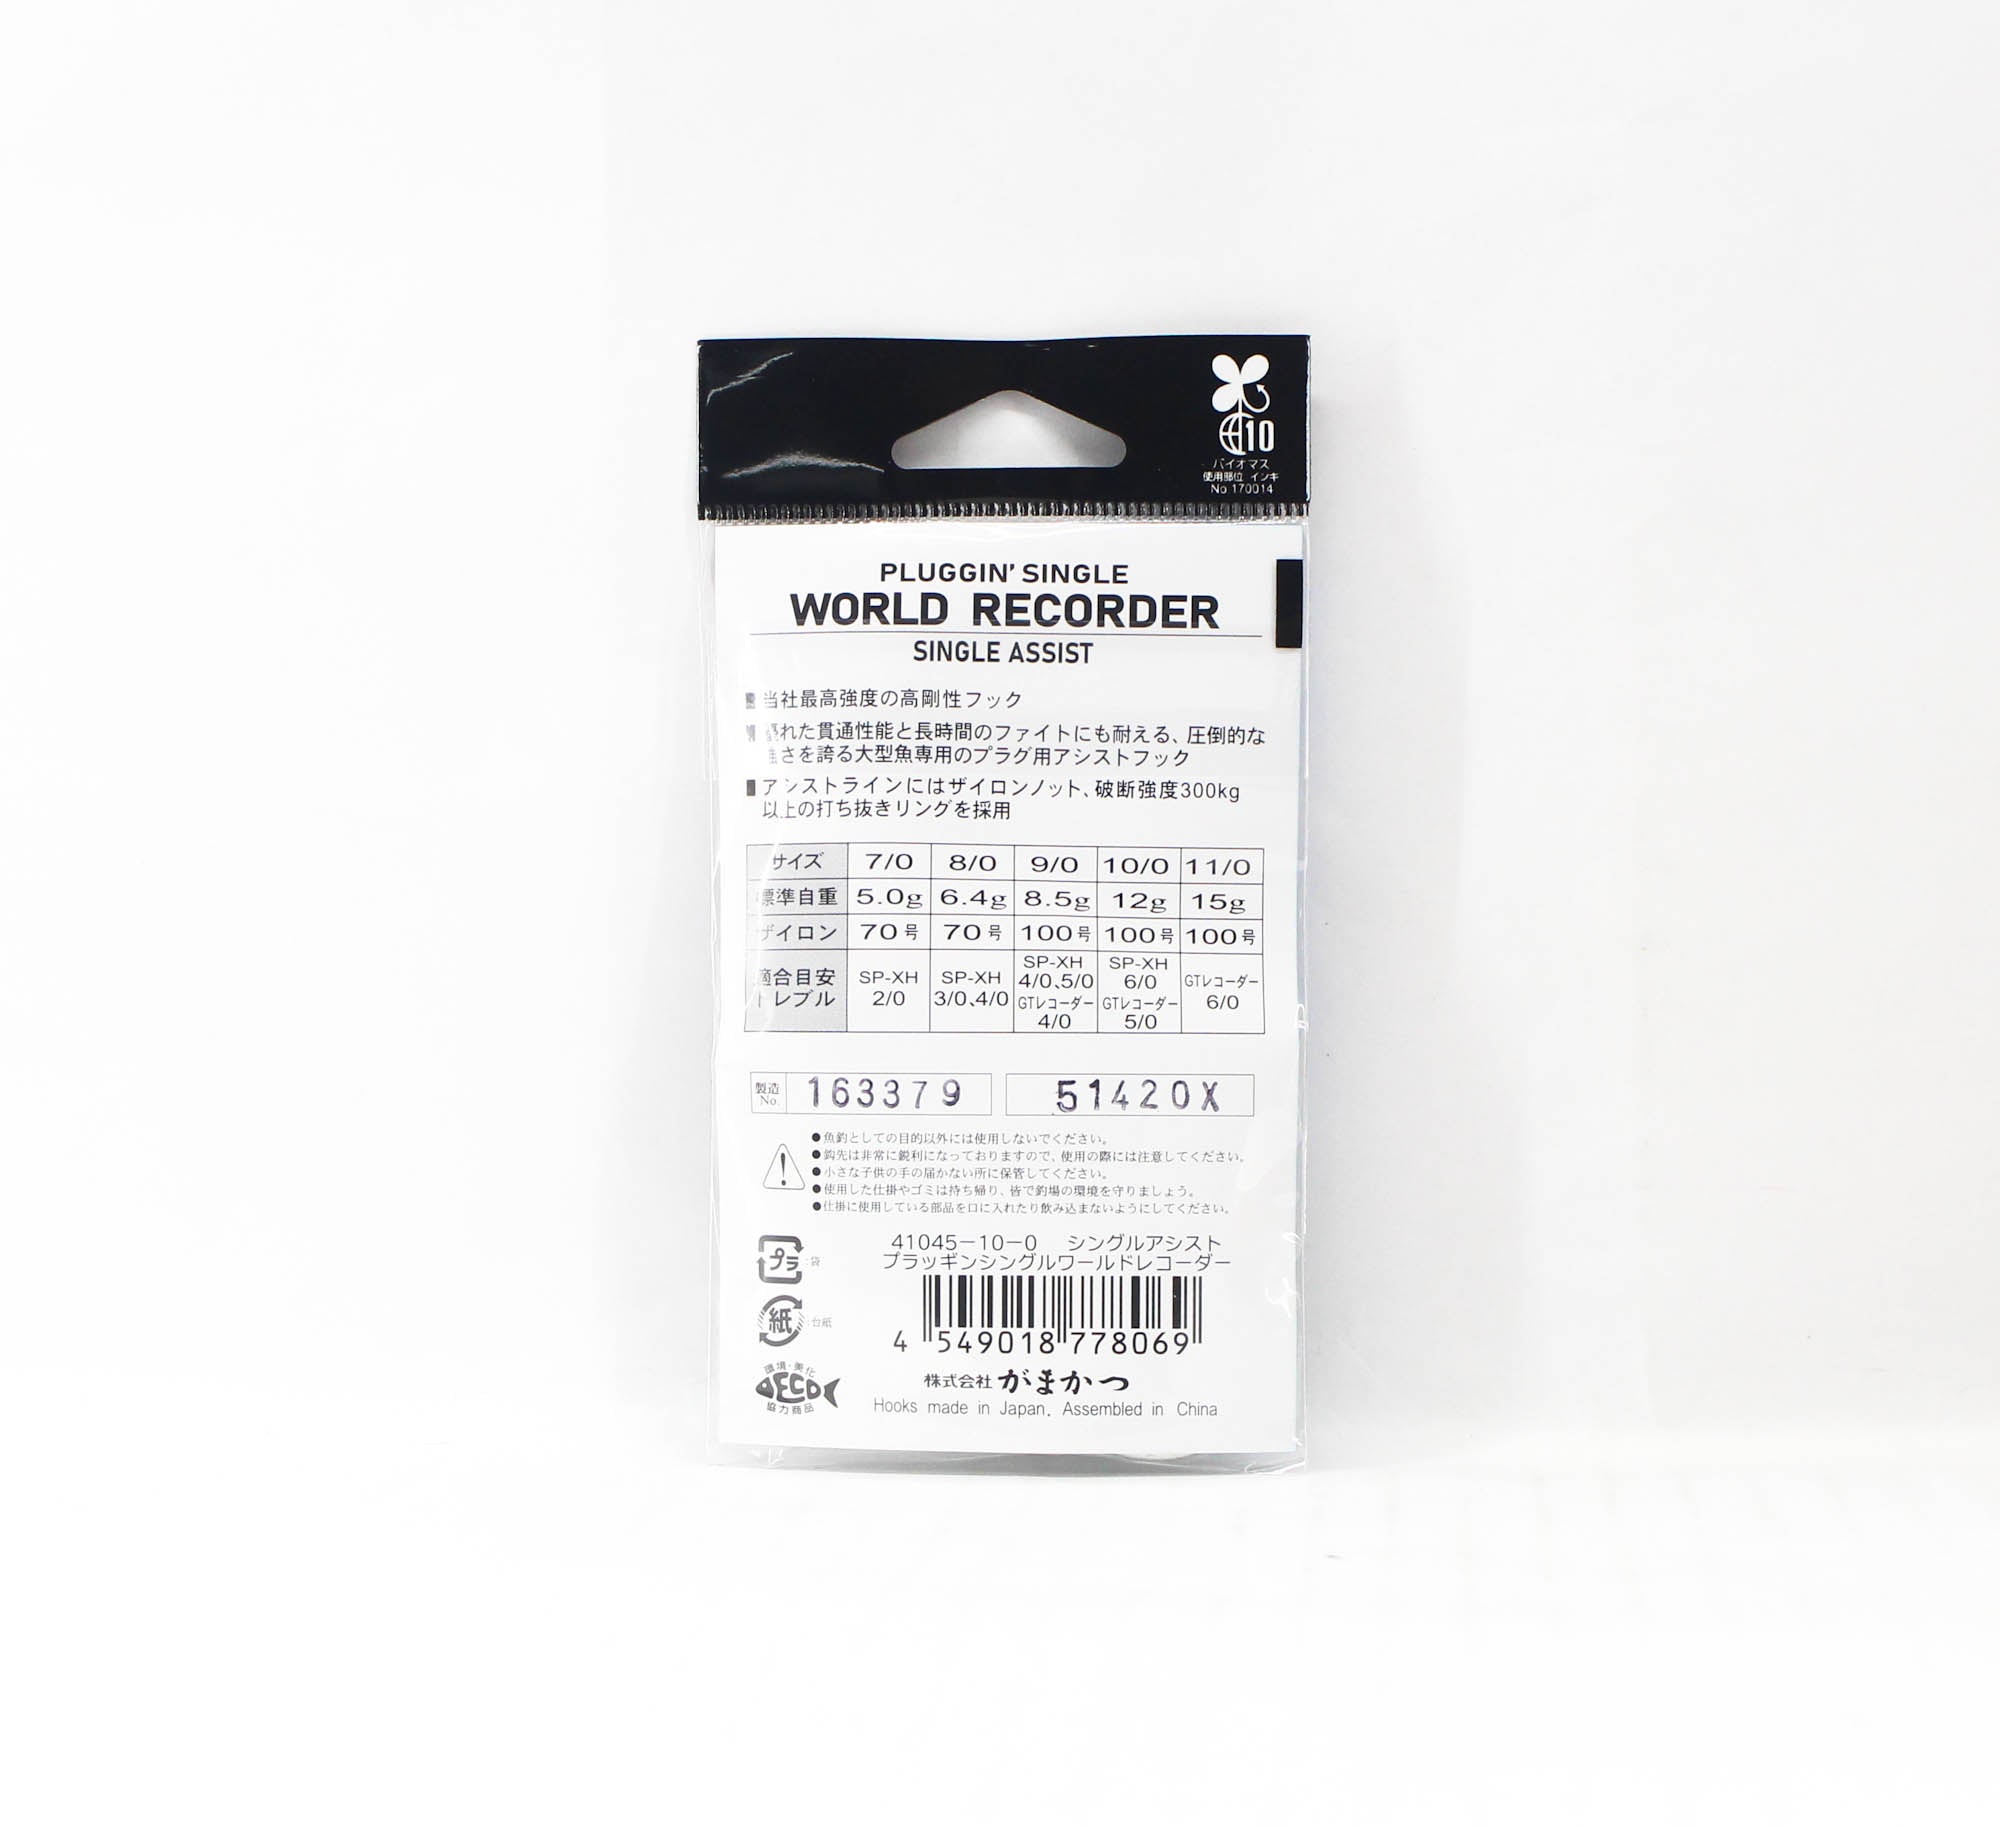 10
バイオマス
使用部位 インキ
No.170014
PLUGGIN' SINGLE
WORLD RECORDER
SINGLE ASSIST
■当社最高強度の高剛性フック
れた貫通性能と長時間のファイトにも耐える、圧倒的な
さを誇る大型魚専用のプラグ用アシストフック
■アシストラインにはザイロンノット、破断強度300kg
以上の打ち抜きリングを採用
サイズ 7/0 8/0 9/0 10/0 11/0
標準自重 5.0g 6.4g 8.5g 12g 15g
ザイロン 70号 70号 100号 100号 100号
適合目安 トレブル SP-XH 2/0 SP-XH 3/0、4/0 SP-XH 4/0、5/0 GTレコーダー 4/0 SP-XH 6/0 GTレコーダー 5/0 GTレコーダー 6/0
製造 No. 163379 51420X
●魚釣としての目的以外には使用しないでください。
●鈎先は非常に鋭利になっておりますので、使用の際には注意してください。
●小さな子供の手の届かない所に保管してください。
●使用した仕掛やゴミは持ち帰り、皆で釣場の環境を守りましょう。
●仕掛に使用している部品を口に入れたり飲み込まないようにしてください。
プラ :袋
紙 :台紙
環境・美化
ECO
協力商品
41045-10-0 シングルアシスト
プラッギンシングルワールドレコーダー
4 549018 778069
株式会社 がまかつ
Hooks made in Japan. Assembled in China